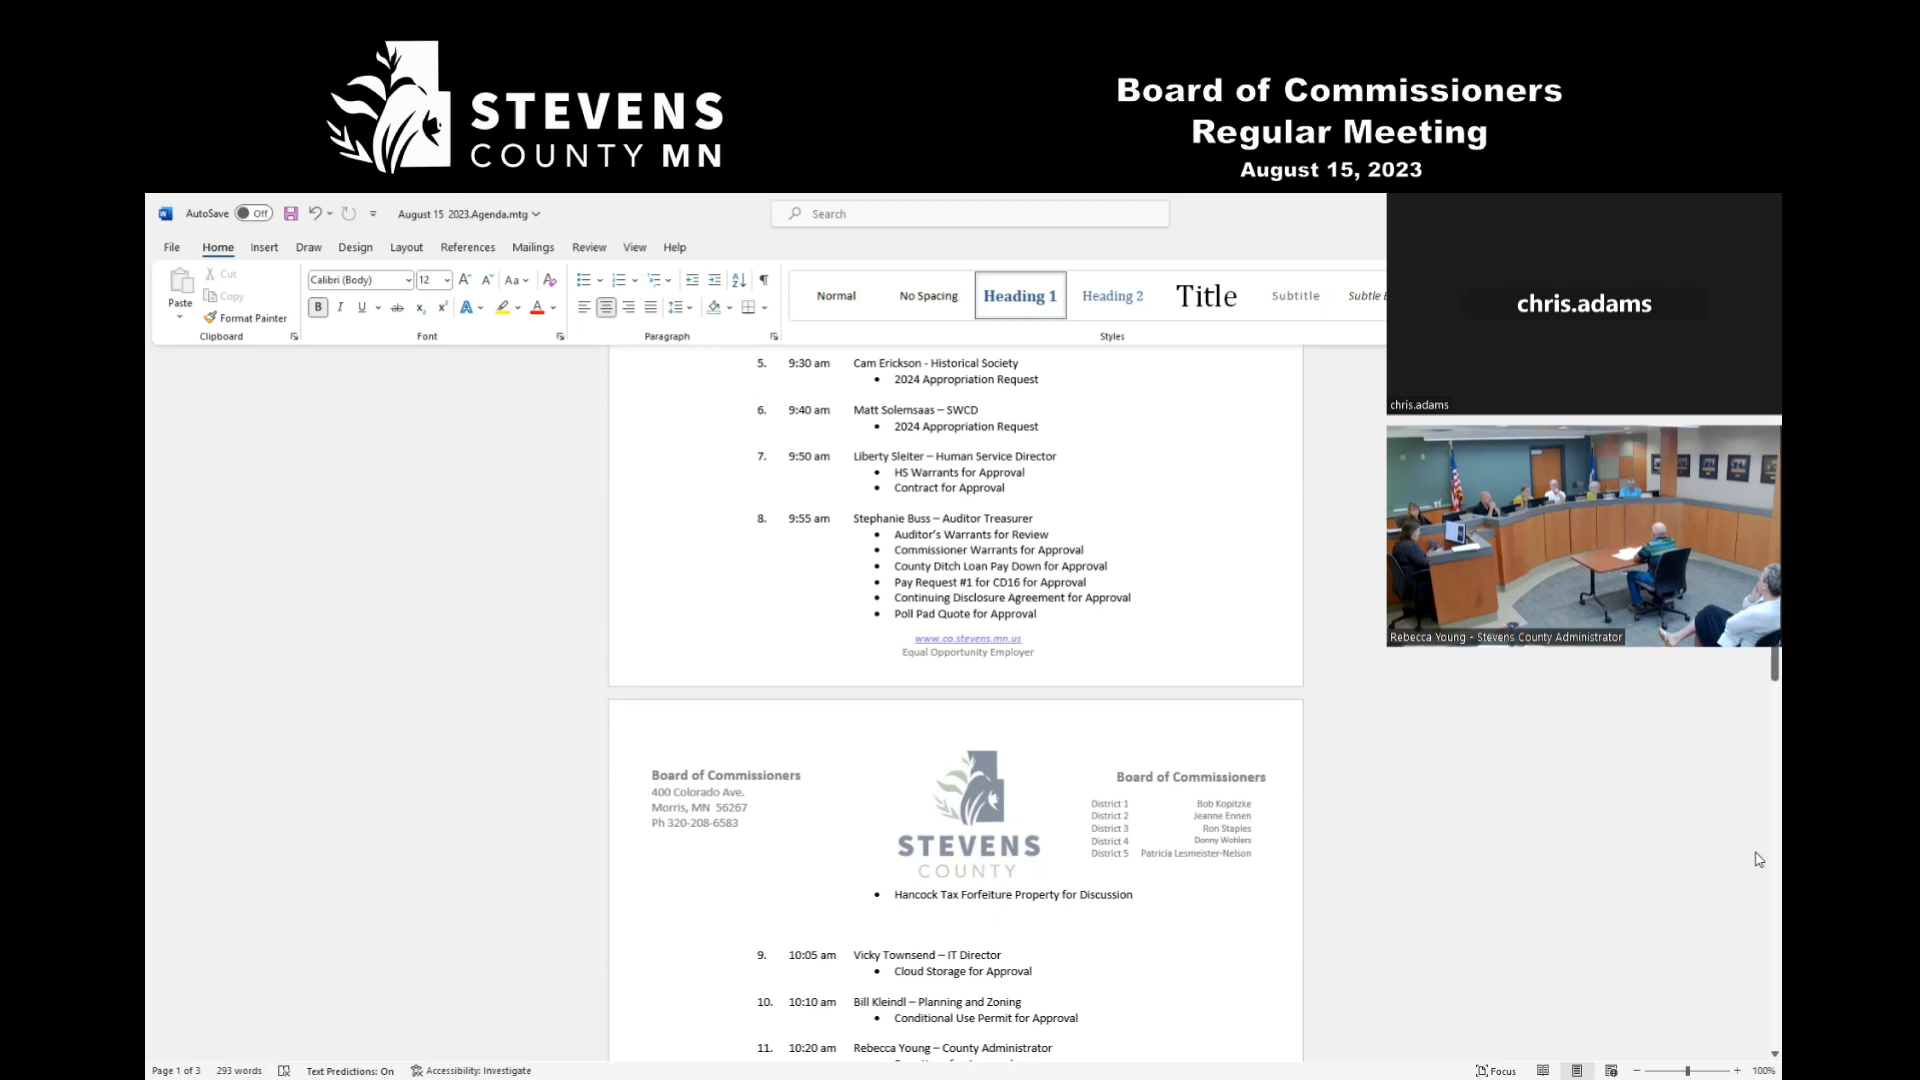 STEVENS
COUNTY MN
Board of Commissioners
Regular Meeting
August 15, 2023
AutoSave Off August 15 2023.Agenda.mtg Search
File Home Insert Draw Design Layout References Mailings Review View Help
Paste
Cut
Copy
Format Painter
Clipboard
Calibri (Body) 12
Font
Paragraph
Normal No Spacing Heading 1 Heading 2 Title Subtitle Subtle E
Styles
chris.adams
chris.adams
Rebecca Young - Stevens County Administrator
5. 9:30 am Cam Erickson - Historical Society
• 2024 Appropriation Request
6. 9:40 am Matt Solemsaas – SWCD
• 2024 Appropriation Request
7. 9:50 am Liberty Sleiter – Human Service Director
• HS Warrants for Approval
• Contract for Approval
8. 9:55 am Stephanie Buss – Auditor Treasurer
• Auditor's Warrants for Review
• Commissioner Warrants for Approval
• County Ditch Loan Pay Down for Approval
• Pay Request #1 for CD16 for Approval
• Continuing Disclosure Agreement for Approval
• Poll Pad Quote for Approval
www.co.stevens.mn.us
Equal Opportunity Employer
Board of Commissioners
400 Colorado Ave.
Morris, MN 56267
Ph 320-208-6583
STEVENS
COUNTY
Board of Commissioners
District 1 Bob Kopitzke
District 2 Jeanne Ennen
District 3 Ron Staples
District 4 Donny Wohlers
District 5 Patricia Lesmeister-Nelson
• Hancock Tax Forfeiture Property for Discussion
9. 10:05 am Vicky Townsend – IT Director
• Cloud Storage for Approval
10. 10:10 am Bill Kleindl – Planning and Zoning
• Conditional Use Permit for Approval
11. 10:20 am Rebecca Young – County Administrator
Page 1 of 3 293 words Text Predictions: On Accessibility: Investigate Focus 100%